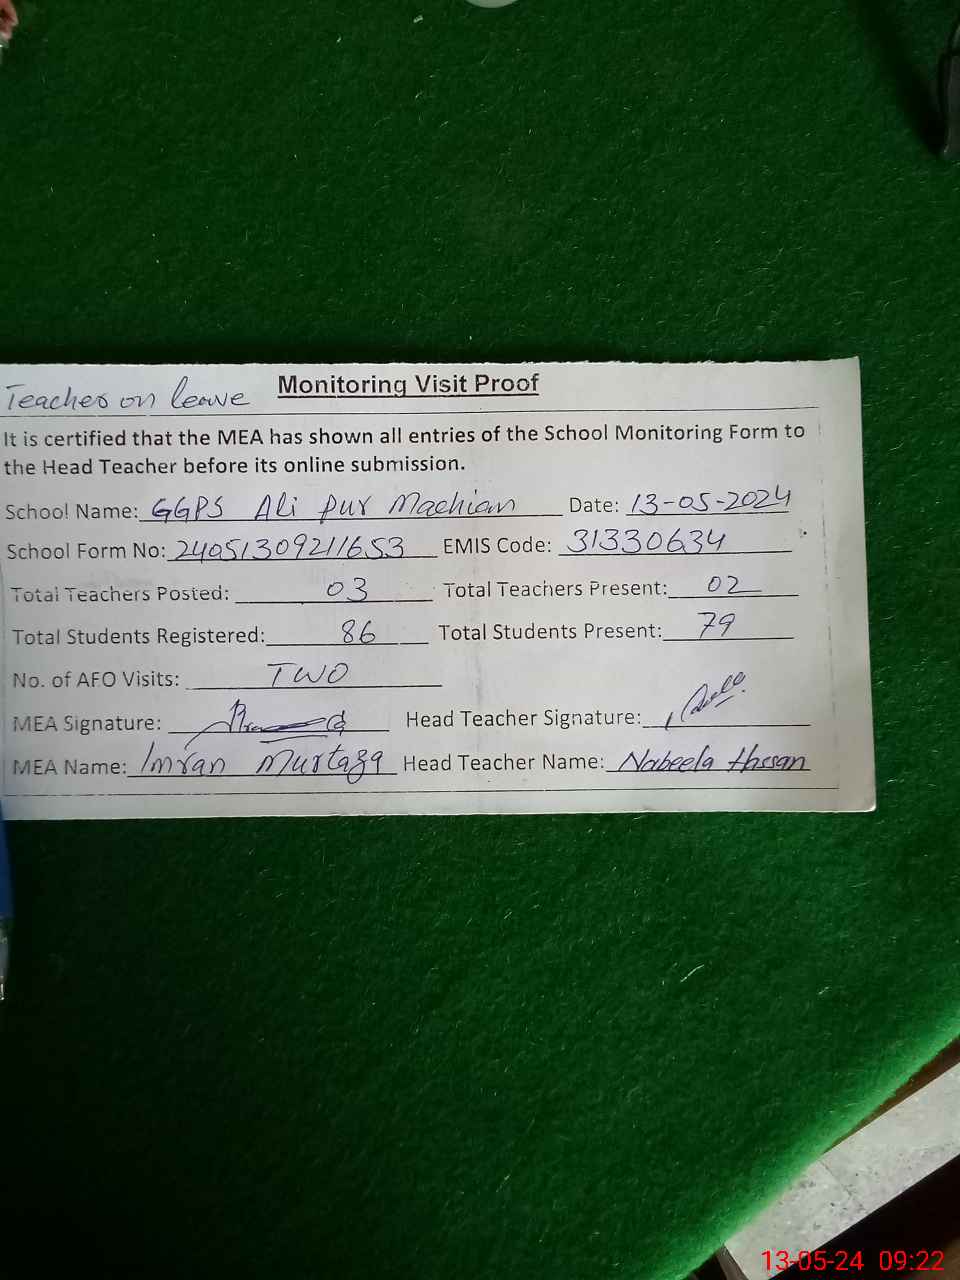 Teacher on leave Monitoring Visit Proof
It is certified that the MEA has shown all entries of the School Monitoring Form to
the Head Teacher before its online submission.
School Name: GGPS Ali pur Machian Date: 13-05-2024
School Form No: 24051309211653 EMIS Code: 31330634
Total Teachers Posted: 03 Total Teachers Present: 02
Total Students Registered: 86 Total Students Present: 79
No. of AFO Visits: TWO
MEA Signature: Head Teacher Signature:
MEA Name: Imran Murtaza Head Teacher Name: Nabeela Hassan
13-05-24 09:22